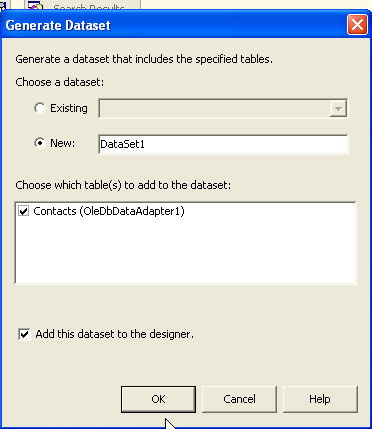 Search Results
Generate Dataset
Generate a dataset that includes the specified tables.
Choose a dataset:
Existing
New:
DataSet1
Choose which table(s) to add to the dataset:
Contacts (OleDbDataAdapter1)
Add this dataset to the designer.
OK
Cancel
Help